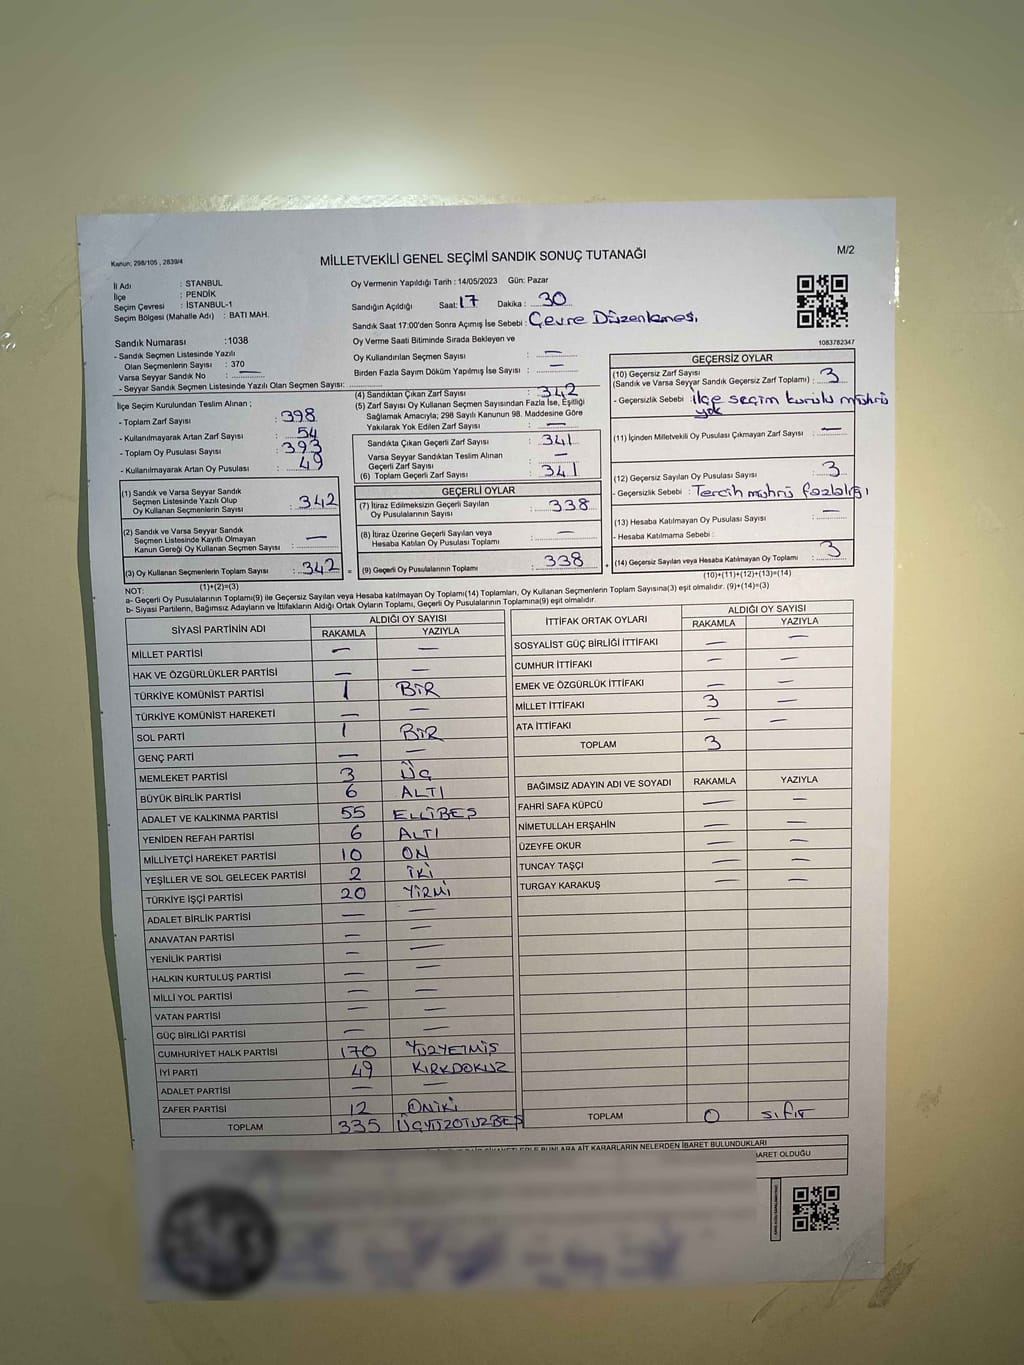 Kanun; 298/105 , 2839/4
MİLLETVEKİLİ GENEL SEÇİMİ SANDIK SONUÇ TUTANAĞI
M/2
İl Adı : STANBUL
İlçe : PENDİK
Seçim Çevresi : İSTANBUL-1
Seçim Bölgesi (Mahalle Adı) : BATI MAH.
Oy Vermenin Yapıldığı Tarih : 14/05/2023 Gün: Pazar
Sandığın Açıldığı Saat: 17 Dakika : 30
Sandık Saat 17:00'den Sonra Açımış İse Sebebi : Çevre Düzenlemesi
Sandık Numarası :1038
- Sandık Seçmen Listesinde Yazılı
Olan Seçmenlerin Sayısı : 370
Varsa Seyyar Sandık No : —
- Seyyar Sandık Seçmen Listesinde Yazılı Olan Seçmen Sayısı:
Oy Verme Saati Bitiminde Sırada Bekleyen ve
Oy Kullandırılan Seçmen Sayısı : —
Birden Fazla Sayım Döküm Yapılmış İse Sayısı : —
1083782347
İlçe Seçim Kurulundan Teslim Alınan ;
- Toplam Zarf Sayısı : 398
- Kullanılmayarak Artan Zarf Sayısı : 54
- Toplam Oy Pusulası Sayısı : 393
- Kullanılmayarak Artan Oy Pusulası : 49
(4) Sandıktan Çıkan Zarf Sayısı : 342
(5) Zarf Sayısı Oy Kullanan Seçmen Sayısından Fazla İse, Eşitliği
Sağlamak Amacıyla; 298 Sayılı Kanunun 98. Maddesine Göre
Yakılarak Yok Edilen Zarf Sayısı : —
Sandıkta Çıkan Geçerli Zarf Sayısı : 341
Varsa Seyyar Sandıktan Teslim Alınan
Geçerli Zarf Sayısı : —
(6) Toplam Geçerli Zarf Sayısı : 341
GEÇERSİZ OYLAR
(10) Geçersiz Zarf Sayısı
(Sandık ve Varsa Seyyar Sandık Geçersiz Zarf Toplamı) : 3
- Geçersizlik Sebebi : İlçe seçim kurulu mührü
yok
(11) İçinden Milletvekili Oy Pusulası Çıkmayan Zarf Sayısı : —
(12) Geçersiz Sayılan Oy Pusulası Sayısı : 3
- Geçersizlik Sebebi : Tercih mührü fazlalığı
(13) Hesaba Katılmayan Oy Pusulası Sayısı : —
- Hesaba Katılmama Sebebi :
(14) Geçersiz Sayılan veya Hesaba Katılmayan Oy Toplamı : 3
(10)+(11)+(12)+(13)=(14)
(1) Sandık ve Varsa Seyyar Sandık
Seçmen Listesinde Yazılı Olup
Oy Kullanan Seçmenlerin Sayısı : 342
(2) Sandık ve Varsa Seyyar Sandık
Seçmen Listesinde Kayıtlı Olmayan
Kanun Gereği Oy Kullanan Seçmen Sayısı : —
(3) Oy Kullanan Seçmenlerin Toplam Sayısı : 342
(1)+(2)=(3)
GEÇERLİ OYLAR
(7) İtiraz Edilmeksizin Geçerli Sayılan
Oy Pusulalarının Sayısı : 338
(8) İtiraz Üzerine Geçerli Sayılan veya
Hesaba Katılan Oy Pusulası Toplamı : —
(9) Geçerli Oy Pusulalarının Toplamı : 338
NOT:
a- Geçerli Oy Pusulalarının Toplamı(9) ile Geçersiz Sayılan veya Hesaba katılmayan Oy Toplamı(14) Toplamları, Oy Kullanan Seçmenlerin Toplam Sayısına(3) eşit olmalıdır. (9)+(14)=(3)
b- Siyasi Partilerin, Bağımsız Adayların ve İttifakların Aldığı Ortak Oyların Toplamı, Geçerli Oy Pusulalarının Toplamına(9) eşit olmalıdır.
SİYASİ PARTİNİN ADI ALDIĞI OY SAYISI
RAKAMLA YAZIYLA
MİLLET PARTİSİ — —
HAK VE ÖZGÜRLÜKLER PARTİSİ — —
TÜRKİYE KOMÜNİST PARTİSİ 1 BİR
TÜRKİYE KOMÜNİST HAREKETİ — —
SOL PARTİ 1 BİR
GENÇ PARTİ — —
MEMLEKET PARTİSİ 3 ÜÇ
BÜYÜK BİRLİK PARTİSİ 6 ALTI
ADALET VE KALKINMA PARTİSİ 55 ELLİBEŞ
YENİDEN REFAH PARTİSİ 6 ALTI
MİLLİYETÇİ HAREKET PARTİSİ 10 ON
YEŞİLLER VE SOL GELECEK PARTİSİ 2 İKİ
TÜRKİYE İŞÇİ PARTİSİ 20 YİRMİ
ADALET BİRLİK PARTİSİ — —
ANAVATAN PARTİSİ — —
YENİLİK PARTİSİ — —
HALKIN KURTULUŞ PARTİSİ — —
MİLLİ YOL PARTİSİ — —
VATAN PARTİSİ — —
GÜÇ BİRLİĞİ PARTİSİ — —
CUMHURİYET HALK PARTİSİ 170 YÜZYETMİŞ
İYİ PARTİ 49 KIRKDOKUZ
ADALET PARTİSİ — —
ZAFER PARTİSİ 12 ONİKİ
TOPLAM 335 ÜÇYÜZOTUZBEŞ
İTTİFAK ORTAK OYLARI ALDIĞI OY SAYISI
RAKAMLA YAZIYLA
SOSYALİST GÜÇ BİRLİĞİ İTTİFAKI — —
CUMHUR İTTİFAKI — —
EMEK VE ÖZGÜRLÜK İTTİFAKI — —
MİLLET İTTİFAKI 3 —
ATA İTTİFAKI — —
TOPLAM 3
BAĞIMSIZ ADAYIN ADI VE SOYADI RAKAMLA YAZIYLA
FAHRİ SAFA KÜPCÜ — —
NİMETULLAH ERŞAHİN — —
ÜZEYFE OKUR — —
TUNCAY TAŞÇI — —
TURGAY KARAKUŞ — —
TOPLAM 0 sıfır
BUNLARA AİT KARARLARIN NELERDEN İBARET BULUNDUKLARI